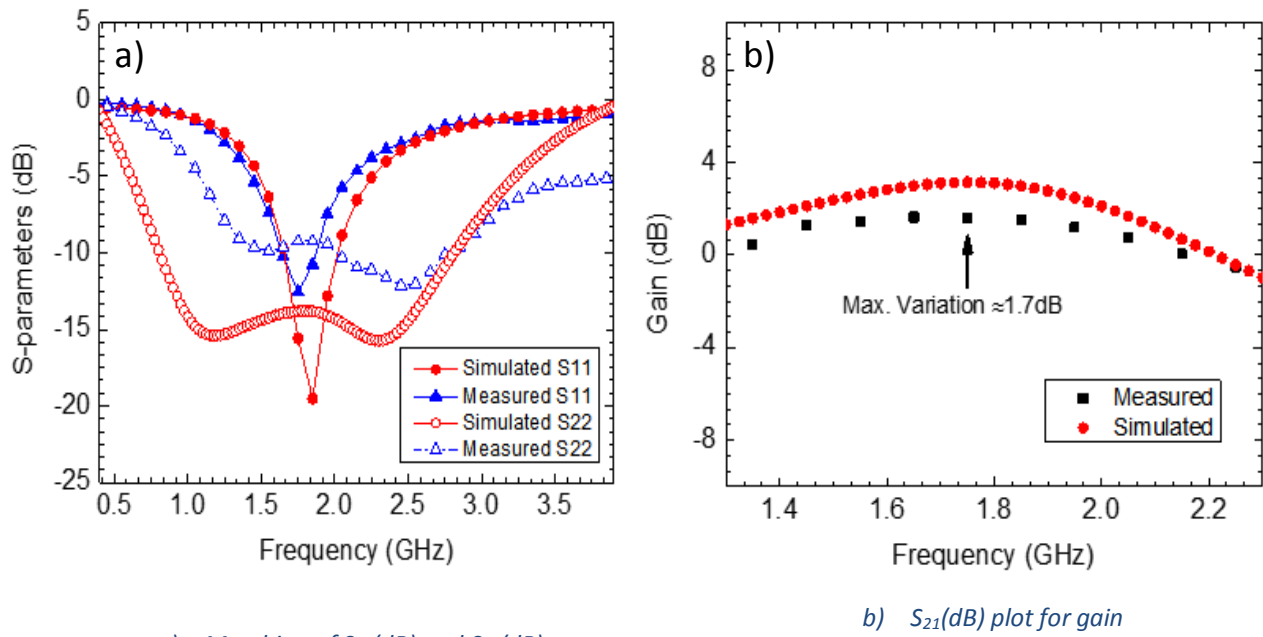 a)
5
0
-5
-10
-15
-20
-25
S-parameters (dB)
Simulated S11
Measured S11
Simulated S22
Measured S22
0.5 1.0 1.5 2.0 2.5 3.0 3.5
Frequency (GHz)
b)
8
4
0
-4
-8
Gain (dB)
Max. Variation ≈1.7dB
Measured
Simulated
1.4 1.6 1.8 2.0 2.2
Frequency (GHz)
b) S₂₁(dB) plot for gain